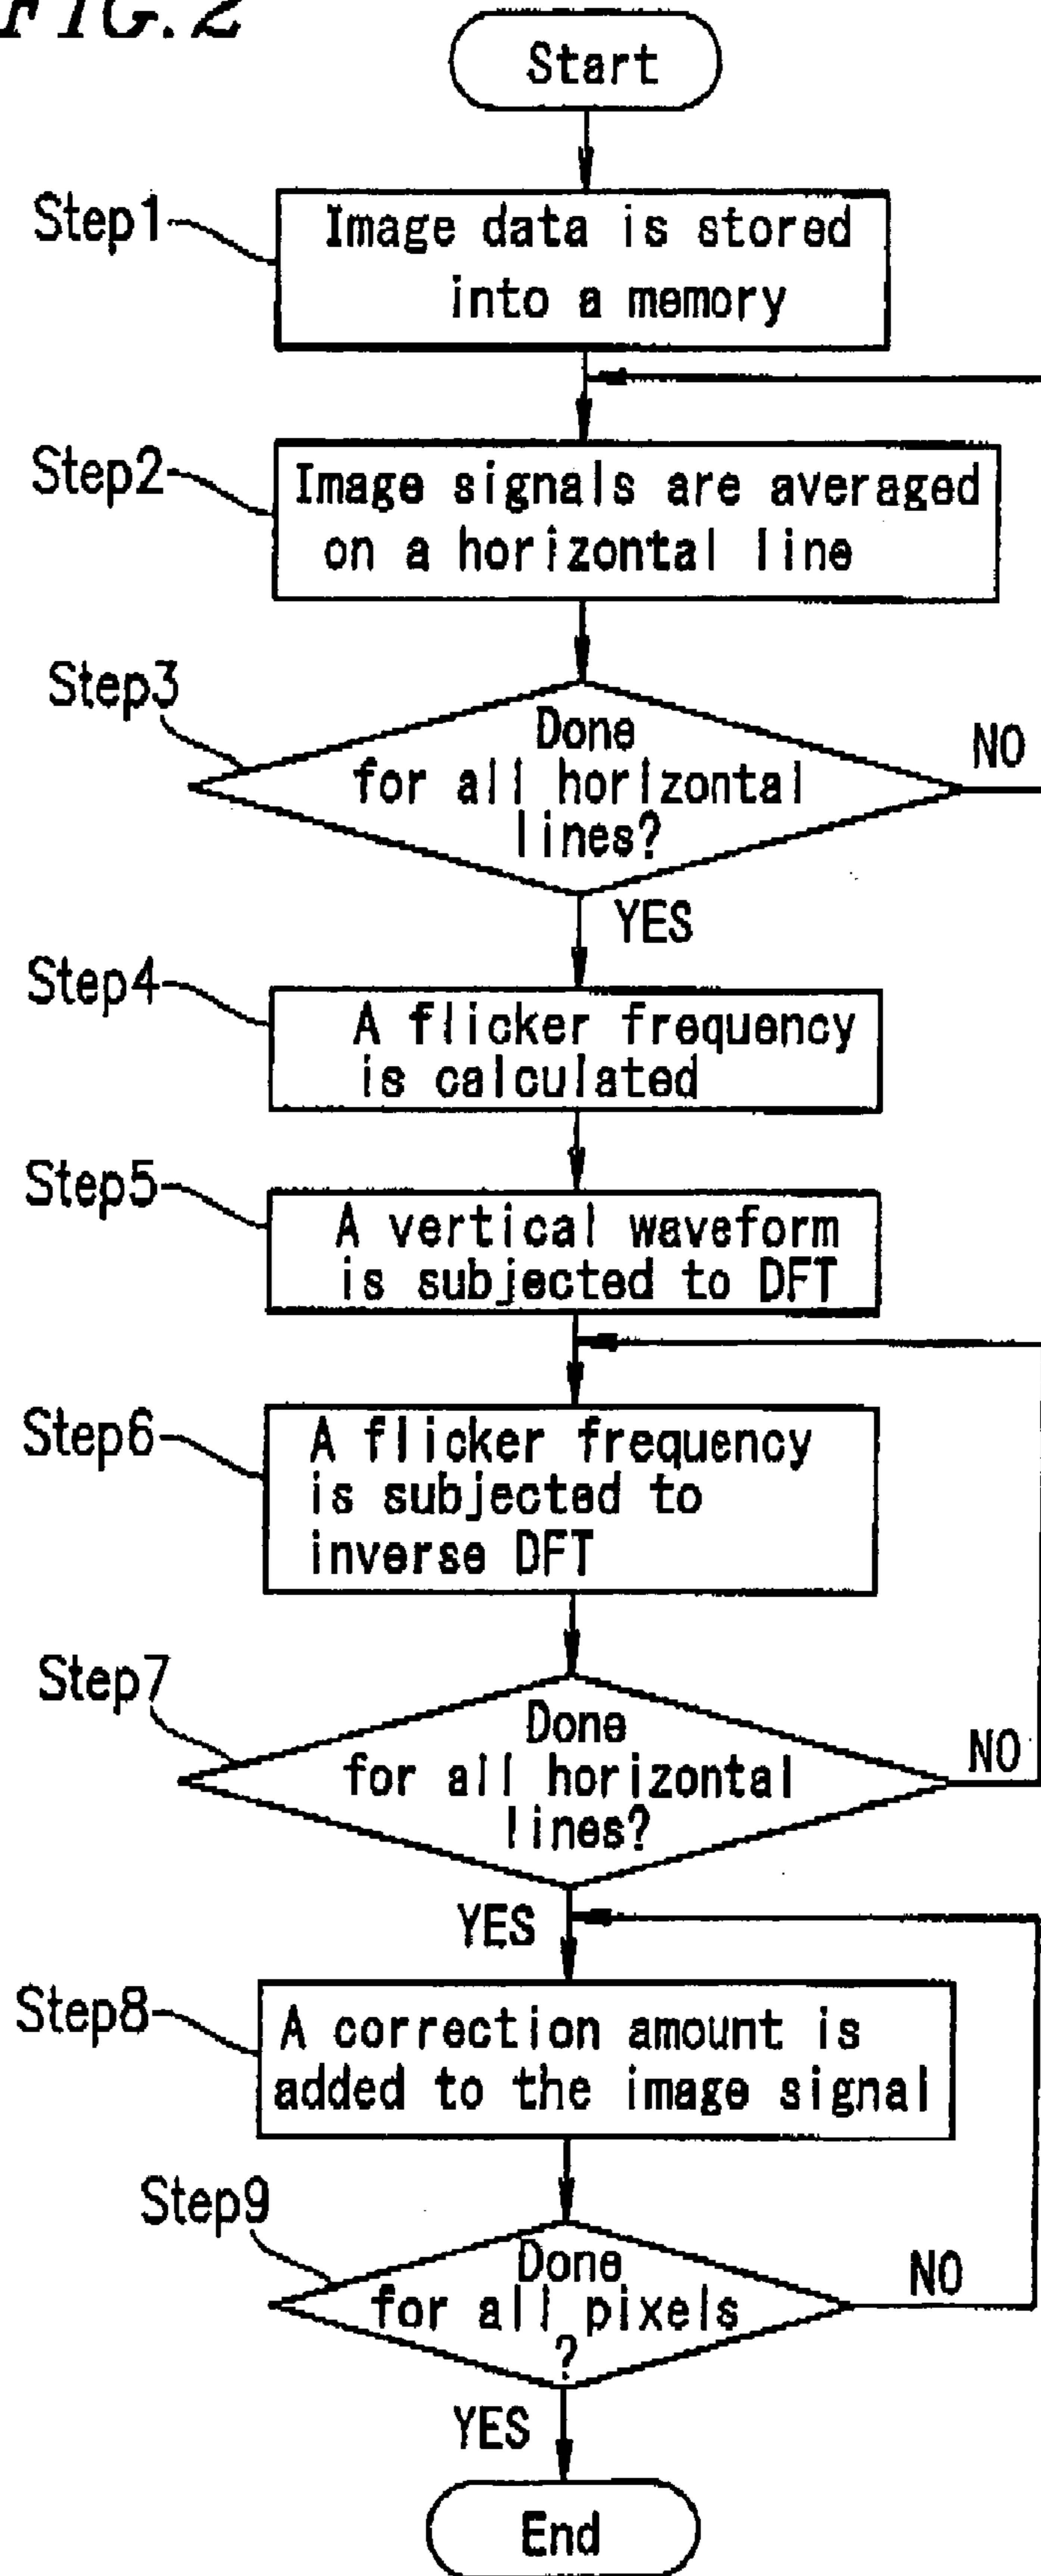 FIG. 2
Start
Step1
Image data is stored
into a memory
Step2
Image signals are averaged
on a horizontal line
Step3
Done
for all horizontal
lines?
NO
YES
Step4
A flicker frequency
is calculated
Step5
A vertical waveform
is subjected to DFT
Step6
A flicker frequency
is subjected to
inverse DFT
Step7
Done
for all horizontal
lines?
NO
YES
Step8
A correction amount is
added to the image signal
Step9
Done
for all pixels
?
NO
YES
End